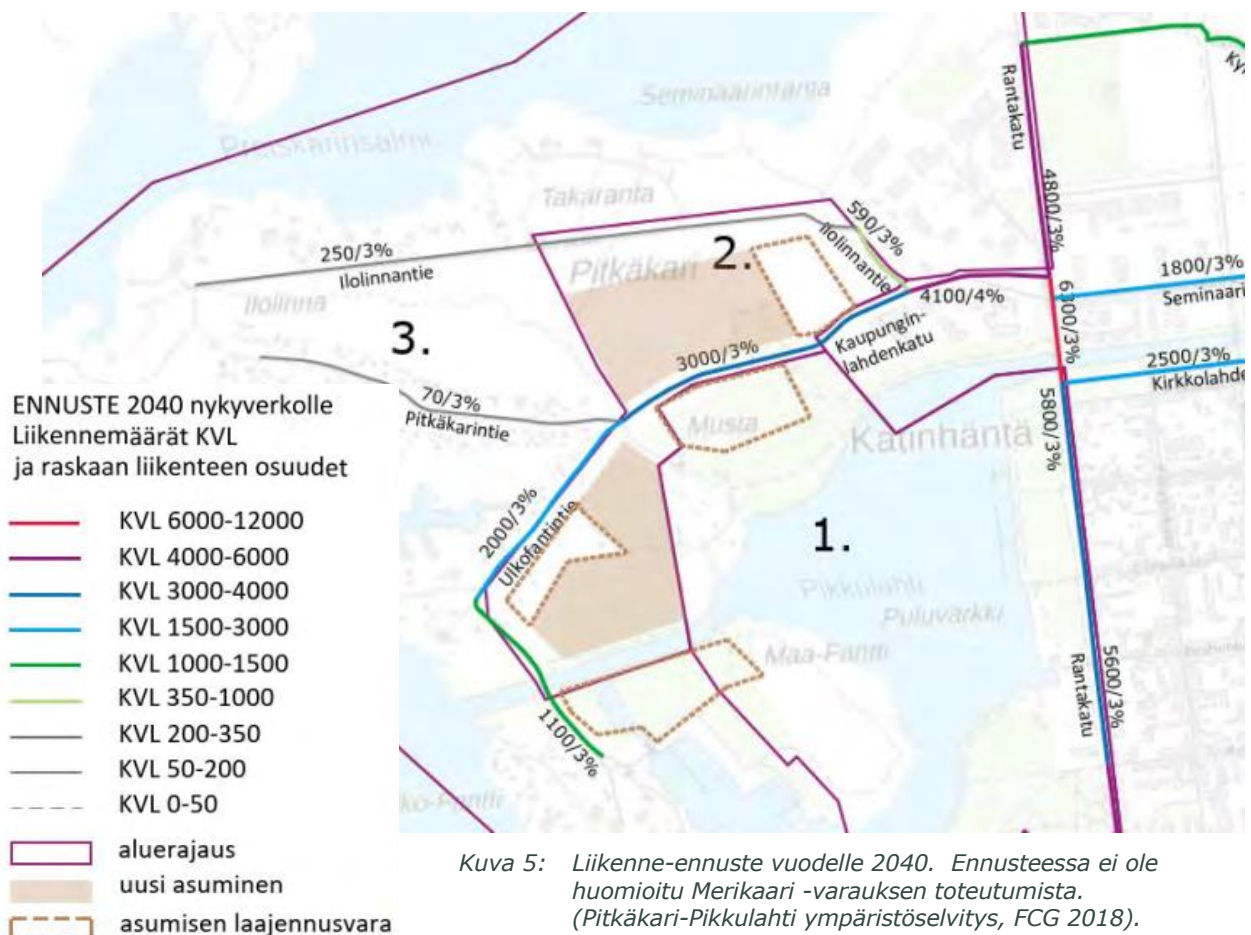 Seminaarinranta
Kyr
Rantakatu
Takaranta
4800/3%
590/3%
Ilolinnantie
250/3%
Ilolinnantie
2.
Pitkäkari
1800/3%
Seminaari
4100/4%
6300/3%
Ilolinna
3.
3000/3%
Kaupungin-
lahdenkatu
2500/3%
Kirkkolahde
70/3%
Pitkäkarintie
Musta
Katinhäntä
5800/3%
2000/3%
Ulkofantintie
1.
Pikkulahti
Puluvärkki
Maa-Fantti
Rantakatu
5600/3%
1100/3%
ko-Fantti
ENNUSTE 2040 nykyverkolle
Liikennemäärät KVL
ja raskaan liikenteen osuudet
KVL 6000-12000
KVL 4000-6000
KVL 3000-4000
KVL 1500-3000
KVL 1000-1500
KVL 350-1000
KVL 200-350
KVL 50-200
KVL 0-50
aluerajaus
uusi asuminen
asumisen laajennusvara
Kuva 5: Liikenne-ennuste vuodelle 2040. Ennusteessa ei ole
huomioitu Merikaari -varauksen toteutumista.
(Pitkäkari-Pikkulahti ympäristöselvitys, FCG 2018).